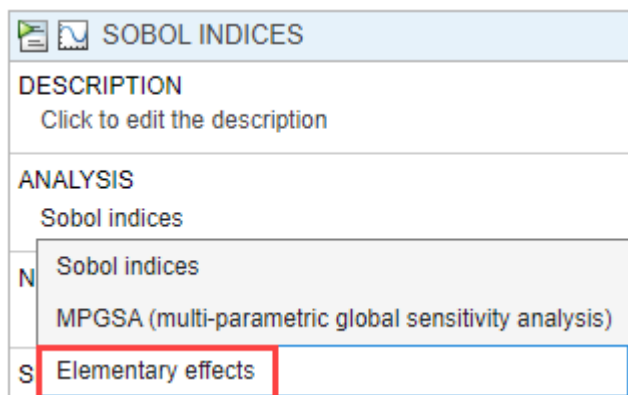 SOBOL INDICES
DESCRIPTION
Click to edit the description
ANALYSIS
Sobol indices
Sobol indices
N
MPGSA (multi-parametric global sensitivity analysis)
S
Elementary effects